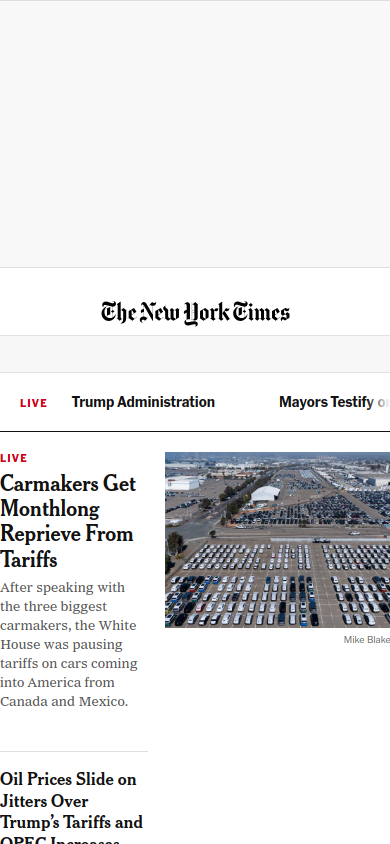 The New York Times
LIVE
Trump Administration
Mayors Testify
LIVE
Carmakers Get
Monthlong
Reprieve From
Tariffs
After speaking with
the three biggest
carmakers, the White
House was pausing
tariffs on cars coming
into America from
Canada and Mexico.
Mike Blake
Oil Prices Slide on
Jitters Over
Trump's Tariffs and
OPEC Increases